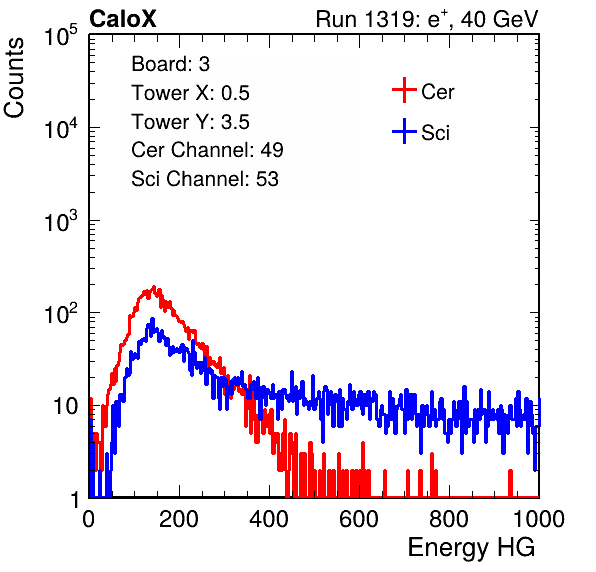 CaloX Run 1319: e⁺, 40 GeV
Counts
Board: 3
Tower X: 0.5
Tower Y: 3.5
Cer Channel: 49
Sci Channel: 53
Cer
Sci
10⁵
10⁴
10³
10²
10
1
0 200 400 600 800 1000
Energy HG